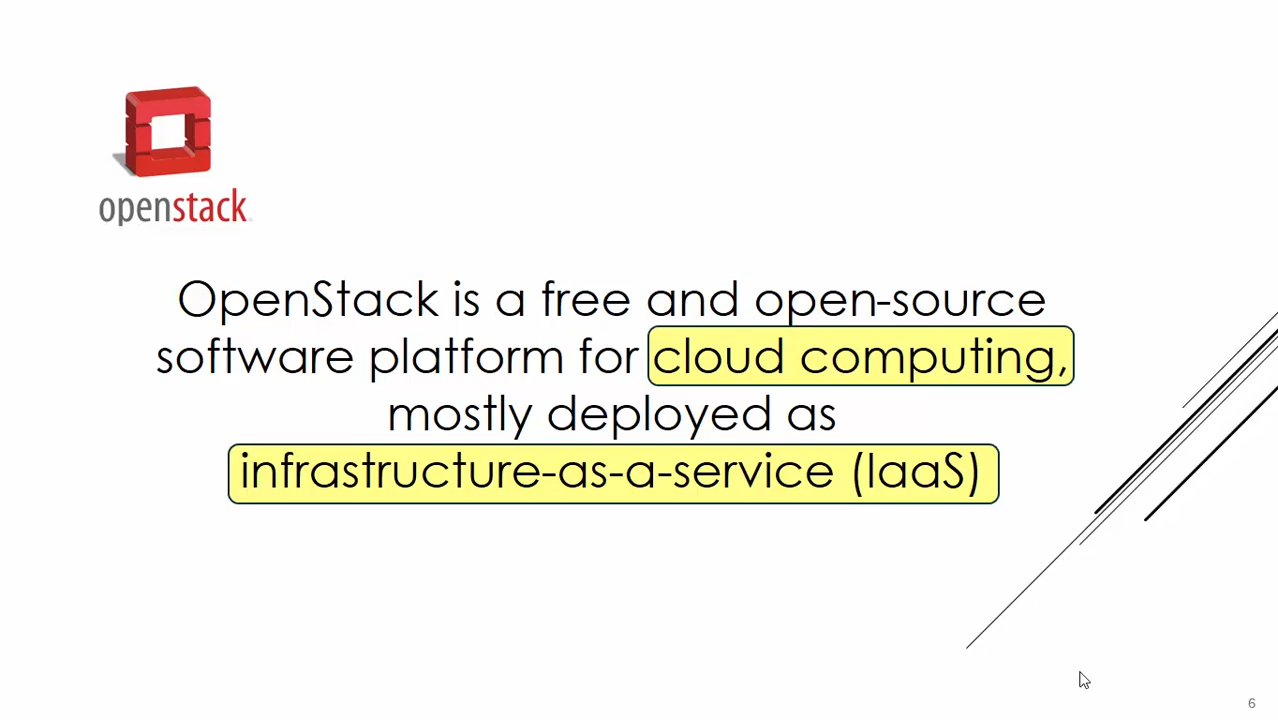 openstack
OpenStack is a free and open-source
software platform for cloud computing,
mostly deployed as
infrastructure-as-a-service (IaaS)
6